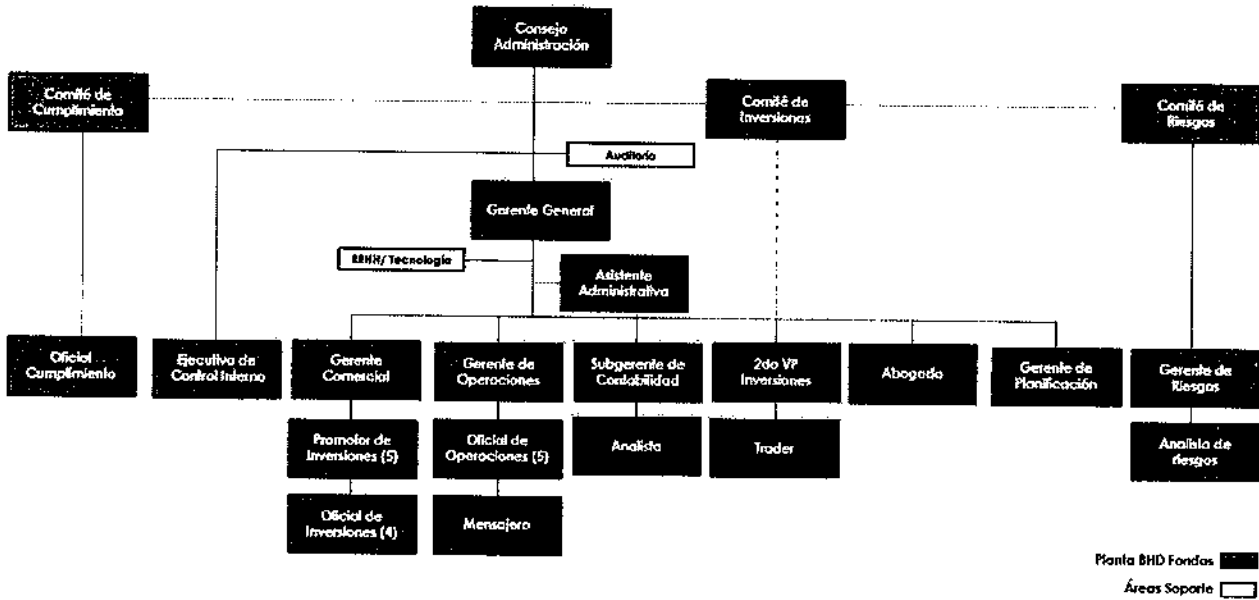 Consejo
Administración
Comité de
Cumplimiento
Comité de
Inversiones
Comité de
Riesgos
Auditoría
Gerente General
RRHH/ Tecnología
Asistente
Administrativa
Oficial
Cumplimiento
Ejecutivo de
Control Interno
Gerente
Comercial
Gerente de
Operaciones
Subgerente de
Contabilidad
2do VP
Inversiones
Abogado
Gerente de
Planificación
Gerente de
Riesgos
Promotor de
Inversiones (5)
Oficial de
Operaciones (5)
Analista
Trader
Analista de
riesgos
Oficial de
Inversiones (4)
Mensajero
Planta BHD Fondos
Áreas Soporte